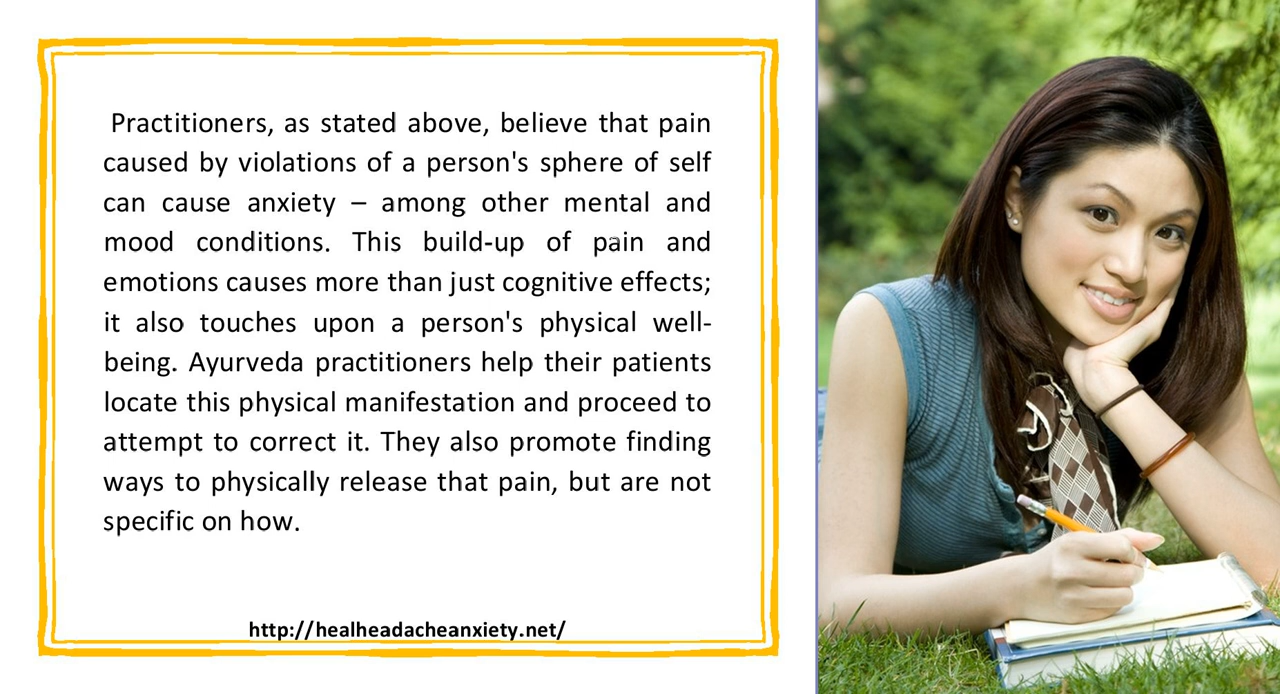 Practitioners, as stated above, believe that pain
caused by violations of a person's sphere of self
can cause anxiety – among other mental and
mood conditions. This build-up of pain and
emotions causes more than just cognitive effects;
it also touches upon a person's physical well-
being. Ayurveda practitioners help their patients
locate this physical manifestation and proceed to
attempt to correct it. They also promote finding
ways to physically release that pain, but are not
specific on how.
http://healheadacheanxiety.net/